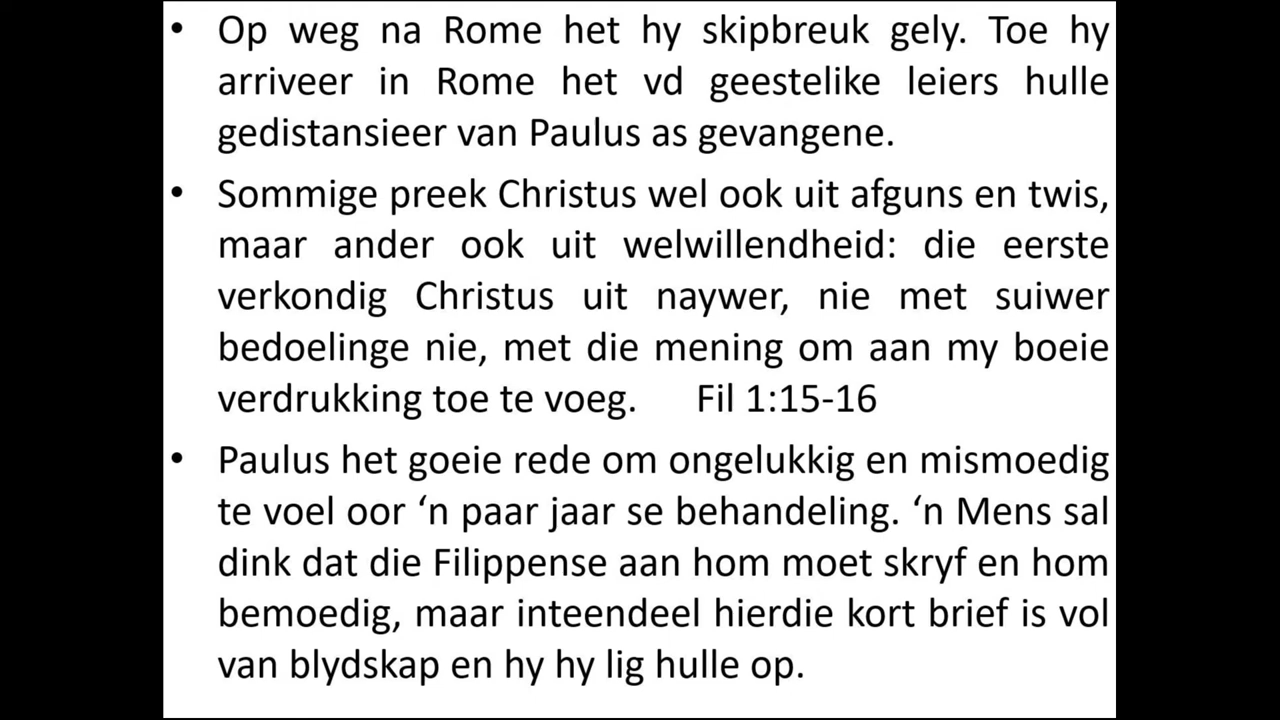 • Op weg na Rome het hy skipbreuk gely. Toe hy
arriveer in Rome het vd geestelike leiers hulle
gedistansieer van Paulus as gevangene.
• Sommige preek Christus wel ook uit afguns en twis,
maar ander ook uit welwillendheid: die eerste
verkondig Christus uit naywer, nie met suiwer
bedoelinge nie, met die mening om aan my boeie
verdrukking toe te voeg. Fil 1:15-16
• Paulus het goeie rede om ongelukkig en mismoedig
te voel oor ‘n paar jaar se behandeling. ‘n Mens sal
dink dat die Filippense aan hom moet skryf en hom
bemoedig, maar inteendeel hierdie kort brief is vol
van blydskap en hy hy lig hulle op.